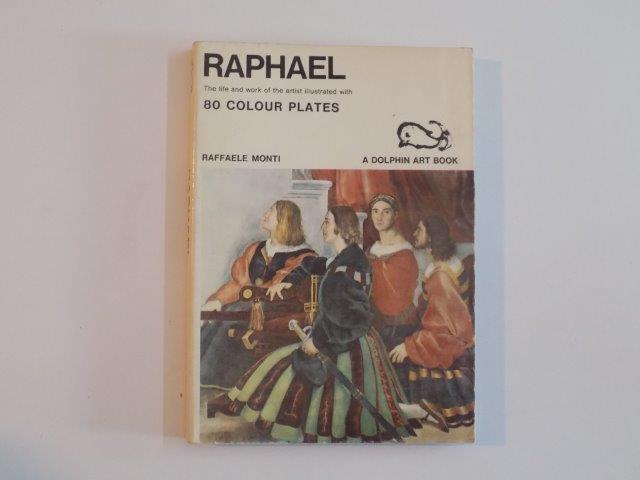 RAPHAEL
The life and work of the artist illustrated with
80 COLOUR PLATES
RAFFAELE MONTI
A DOLPHIN ART BOOK